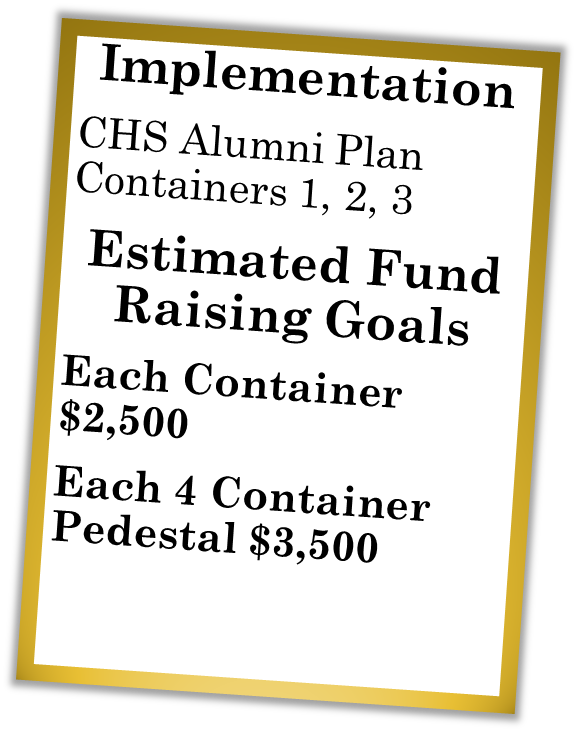 Implementation
CHS Alumni Plan
Containers 1, 2, 3
Estimated Fund
Raising Goals
Each Container
$2,500
Each 4 Container
Pedestal $3,500